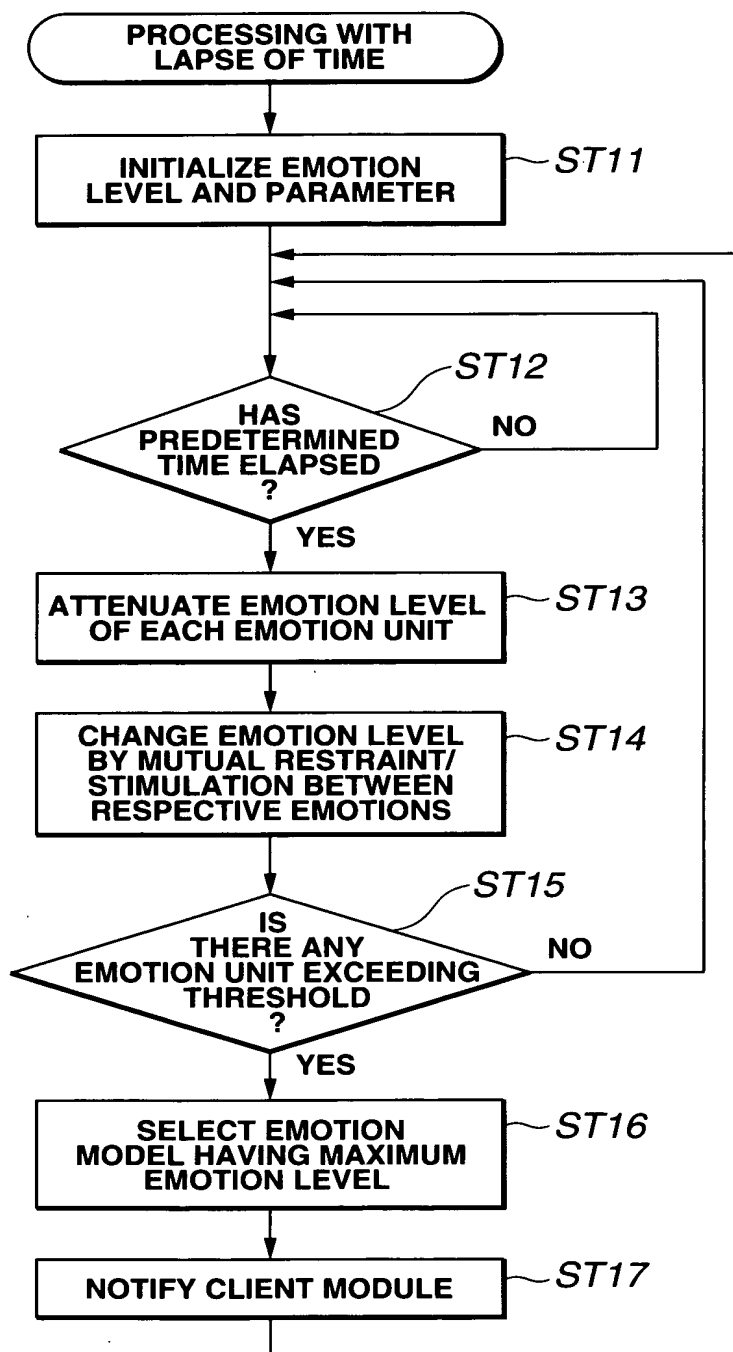 PROCESSING WITH
LAPSE OF TIME
INITIALIZE EMOTION
LEVEL AND PARAMETER
ST11
ST12
HAS
PREDETERMINED
TIME ELAPSED
?
NO
YES
ATTENUATE EMOTION LEVEL
OF EACH EMOTION UNIT
ST13
CHANGE EMOTION LEVEL
BY MUTUAL RESTRAINT/
STIMULATION BETWEEN
RESPECTIVE EMOTIONS
ST14
ST15
IS
THERE ANY
EMOTION UNIT EXCEEDING
THRESHOLD
?
NO
YES
SELECT EMOTION
MODEL HAVING MAXIMUM
EMOTION LEVEL
ST16
NOTIFY CLIENT MODULE
ST17